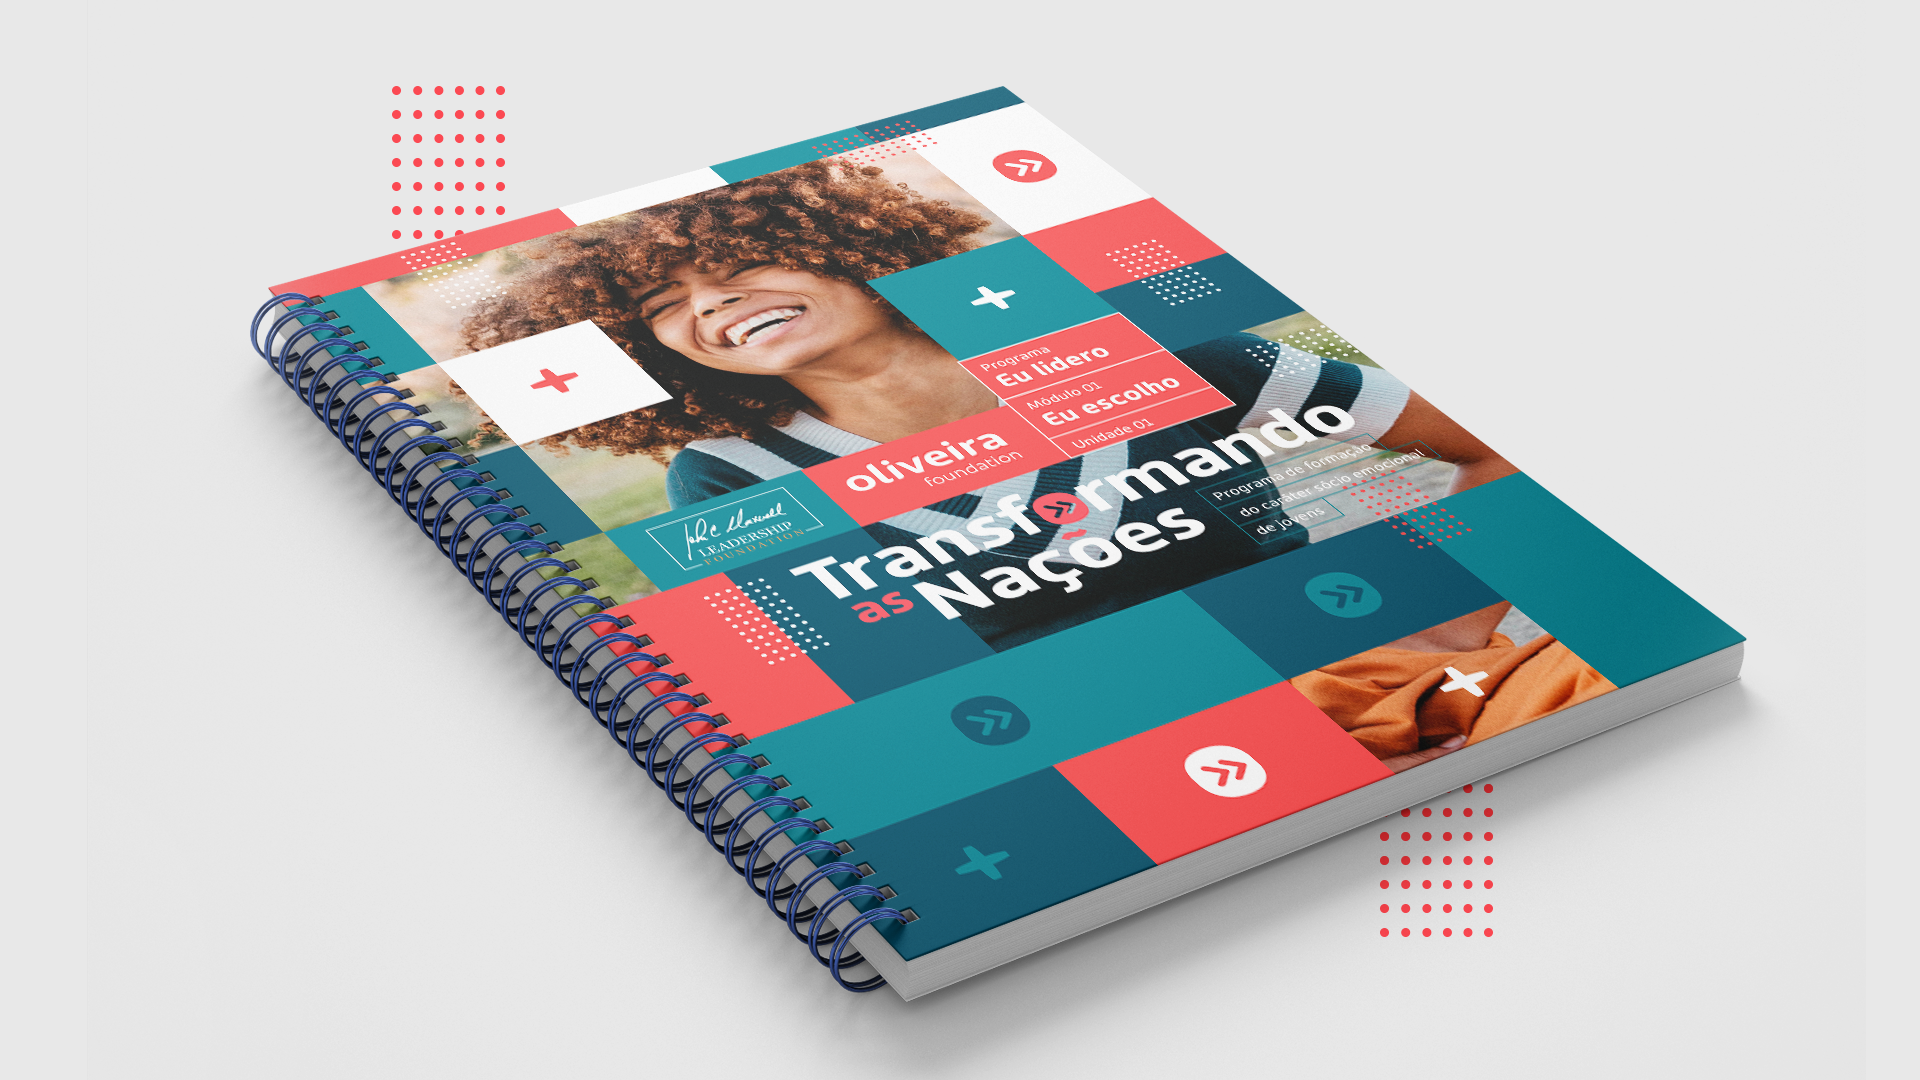 Programa
Eu lidero
Módulo 01
Eu escolho
Unidade 01
oliveira
foundation
John C. Maxwell
LEADERSHIP
FOUNDATION
Transformando
as Nações
Programa de formação
do caráter sócio emocional
de jovens